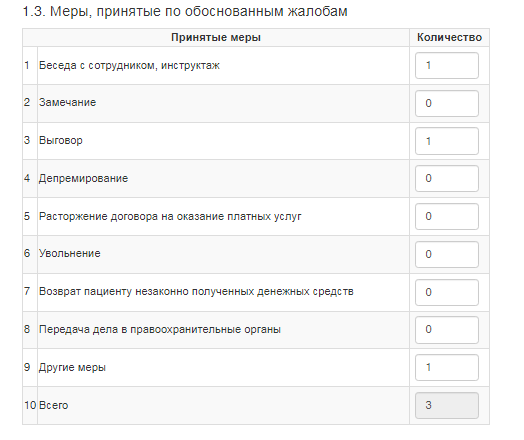 1.3. Меры, принятые по обоснованным жалобам
Принятые меры Количество
1 Беседа с сотрудником, инструктаж 1
2 Замечание 0
3 Выговор 1
4 Депремирование 0
5 Расторжение договора на оказание платных услуг 0
6 Увольнение 0
7 Возврат пациенту незаконно полученных денежных средств 0
8 Передача дела в правоохранительные органы 0
9 Другие меры 1
10 Всего 3